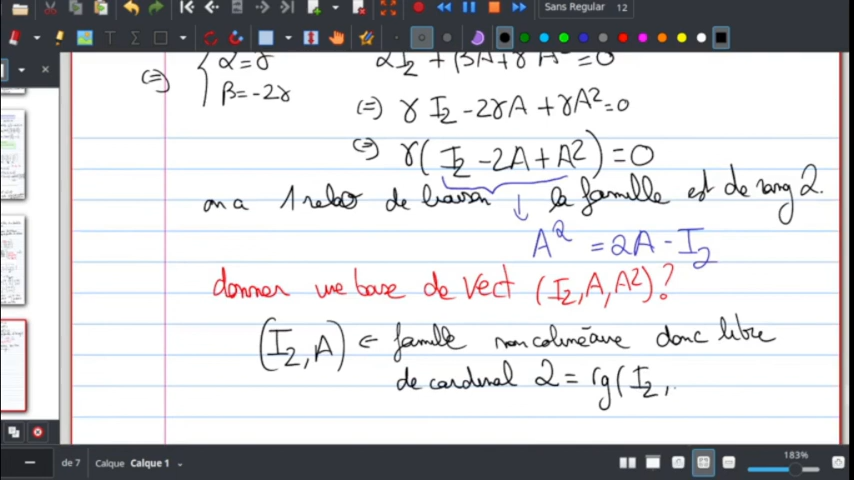 Sans Regular 12
(=) { α = γ αI₂ + βA + γA² = 0
β = -2γ (=) γ I₂ - 2γA + γA² = 0
(=) γ( I₂ - 2A + A² ) = 0
on a 1 relat° de liaison la famille est de rang 2.
↓ A² = 2A - I₂
donner une base de Vect (I₂, A, A²)?
(I₂, A) ← famille non colinéaire donc libre
de cardinal 2 = rg( I₂ ,
183%
de 7 Calque Calque 1